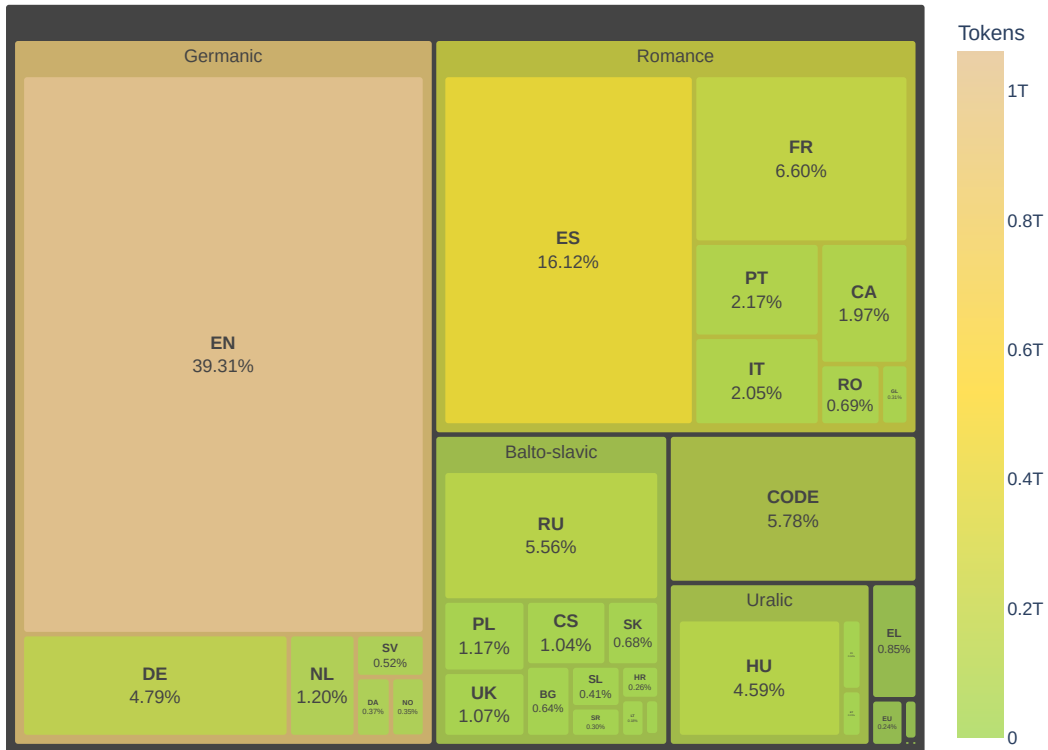 Germanic
EN
39.31%
DE
4.79%
NL
1.20%
SV
0.52%
DA
0.37%
NO
0.35%
Romance
ES
16.12%
FR
6.60%
PT
2.17%
IT
2.05%
CA
1.97%
RO
0.69%
GL
Balto-slavic
RU
5.56%
PL
1.17%
UK
1.07%
CS
1.04%
SK
0.68%
BG
0.64%
SL
0.41%
SR
0.30%
HR
0.26%
CODE
5.78%
Uralic
HU
4.59%
EL
0.85%
EU
0.24%
Tokens
1T
0.8T
0.6T
0.4T
0.2T
0